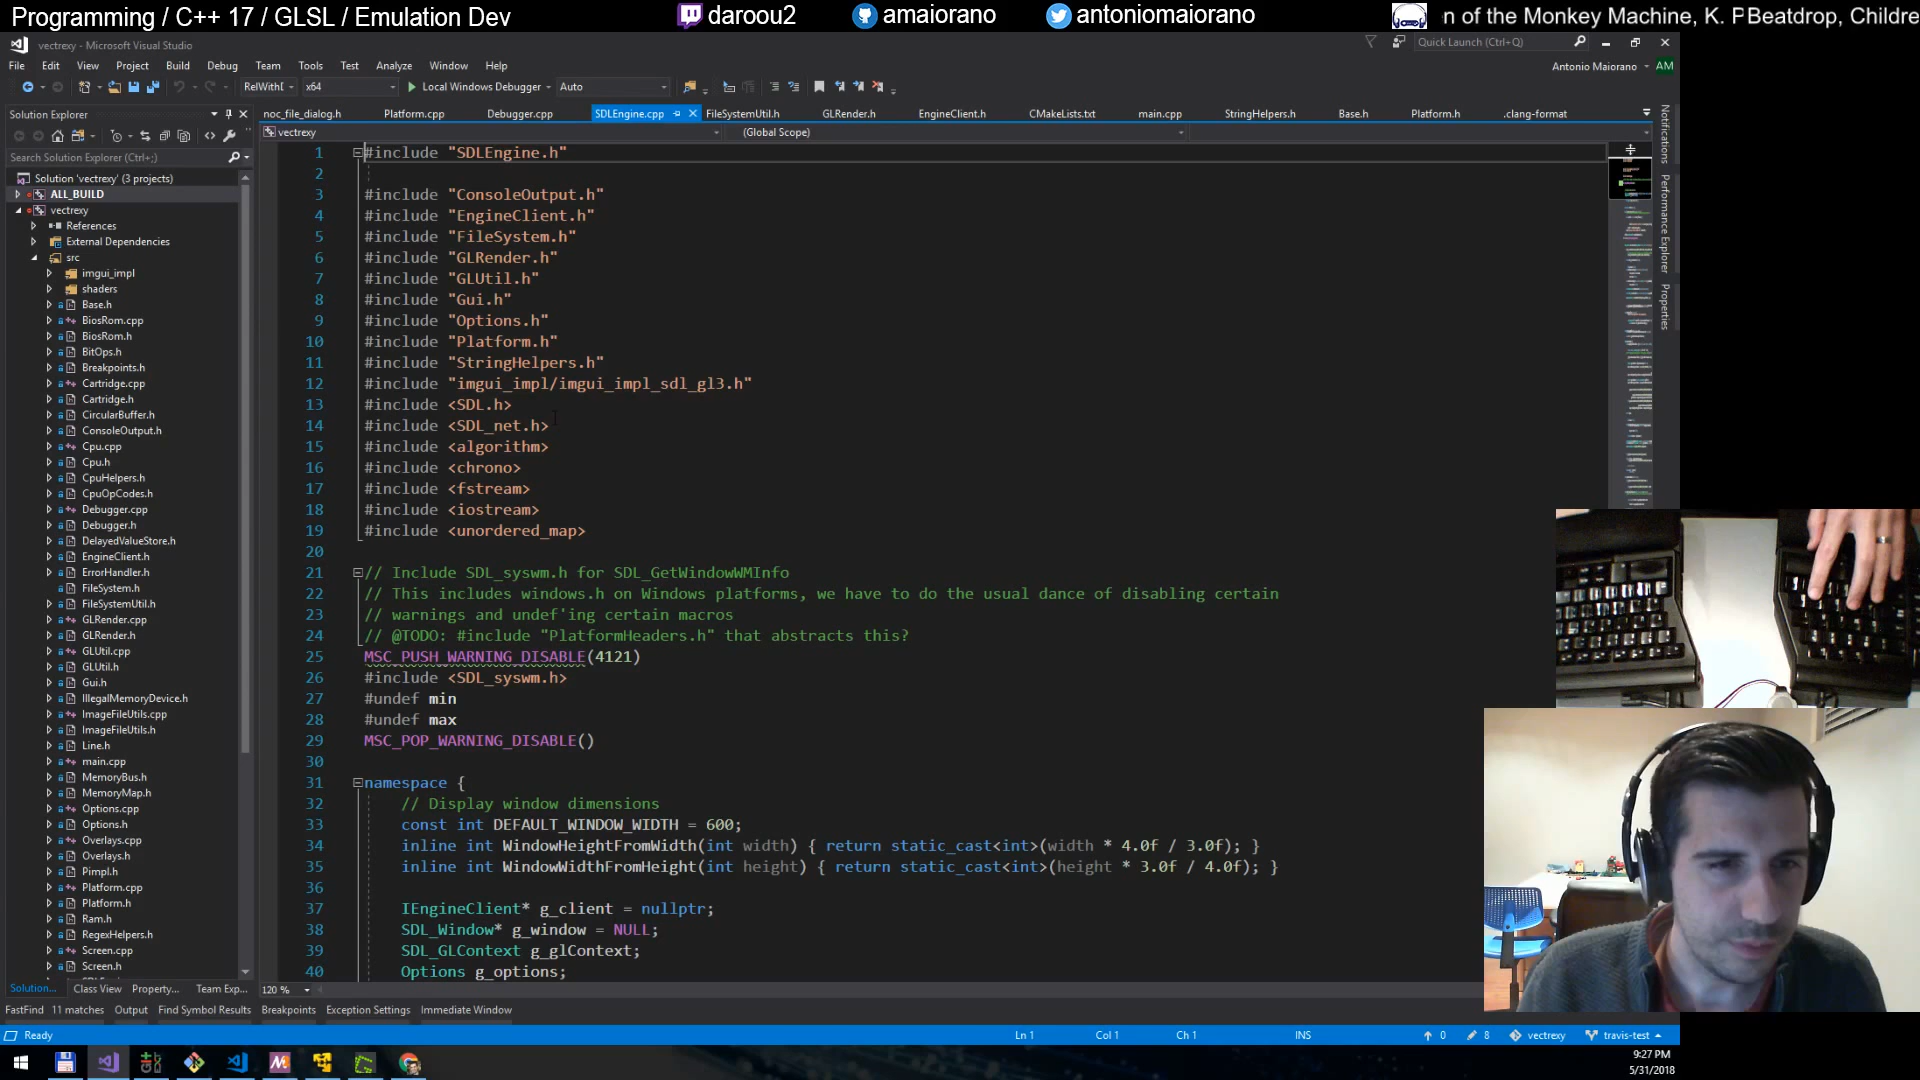 Programming / C++ 17 / GLSL / Emulation Dev
daroou2
amaiorano
antoniomaiorano
n of the Monkey Machine, K. PBeatdrop, Childre
vectrexy - Microsoft Visual Studio
Quick Launch (Ctrl+Q)
File Edit View Project Build Debug Team Tools Test Analyze Window Help
Antonio Maiorano AM
RelWithD x64 Local Windows Debugger Auto
Solution Explorer
noc_file_dialog.h Platform.cpp Debugger.cpp SDLEngine.cpp FileSystemUtil.h GLRender.h EngineClient.h CMakeLists.txt main.cpp StringHelpers.h Base.h Platform.h .clang-format
vectrexy (Global Scope)
Search Solution Explorer (Ctrl+;)
Solution 'vectrexy' (3 projects)
ALL_BUILD
vectrexy
References
External Dependencies
src
imgui_impl
shaders
Base.h
BiosRom.cpp
BiosRom.h
BitOps.h
Breakpoints.h
Cartridge.cpp
Cartridge.h
CircularBuffer.h
ConsoleOutput.h
Cpu.cpp
Cpu.h
CpuHelpers.h
CpuOpCodes.h
Debugger.cpp
Debugger.h
DelayedValueStore.h
EngineClient.h
ErrorHandler.h
FileSystem.h
FileSystemUtil.h
GLRender.cpp
GLRender.h
GLUtil.cpp
GLUtil.h
Gui.h
IllegalMemoryDevice.h
ImageFileUtils.cpp
ImageFileUtils.h
Line.h
main.cpp
MemoryBus.h
MemoryMap.h
Options.cpp
Options.h
Overlays.cpp
Overlays.h
Pimpl.h
Platform.cpp
Platform.h
Ram.h
RegexHelpers.h
Screen.cpp
Screen.h
1 #include "SDLEngine.h"
2
3 #include "ConsoleOutput.h"
4 #include "EngineClient.h"
5 #include "FileSystem.h"
6 #include "GLRender.h"
7 #include "GLUtil.h"
8 #include "Gui.h"
9 #include "Options.h"
10 #include "Platform.h"
11 #include "StringHelpers.h"
12 #include "imgui_impl/imgui_impl_sdl_gl3.h"
13 #include <SDL.h>
14 #include <SDL_net.h>
15 #include <algorithm>
16 #include <chrono>
17 #include <fstream>
18 #include <iostream>
19 #include <unordered_map>
20
21 // Include SDL_syswm.h for SDL_GetWindowWMInfo
22 // This includes windows.h on Windows platforms, we have to do the usual dance of disabling certain
23 // warnings and undef'ing certain macros
24 // @TODO: #include "PlatformHeaders.h" that abstracts this?
25 MSC_PUSH_WARNING_DISABLE(4121)
26 #include <SDL_syswm.h>
27 #undef min
28 #undef max
29 MSC_POP_WARNING_DISABLE()
30
31 namespace {
32 // Display window dimensions
33 const int DEFAULT_WINDOW_WIDTH = 600;
34 inline int WindowHeightFromWidth(int width) { return static_cast<int>(width * 4.0f / 3.0f); }
35 inline int WindowWidthFromHeight(int height) { return static_cast<int>(height * 3.0f / 4.0f); }
36
37 IEngineClient* g_client = nullptr;
38 SDL_Window* g_window = NULL;
39 SDL_GLContext g_glContext;
40 Options g_options;
Notifications
Performance Explorer
Properties
Solution... Class View Property... Team Exp...
120 %
FastFind 11 matches Output Find Symbol Results Breakpoints Exception Settings Immediate Window
Ready Ln 1 Col 1 Ch 1 INS 0 8 vectrexy travis-test
9:27 PM
5/31/2018